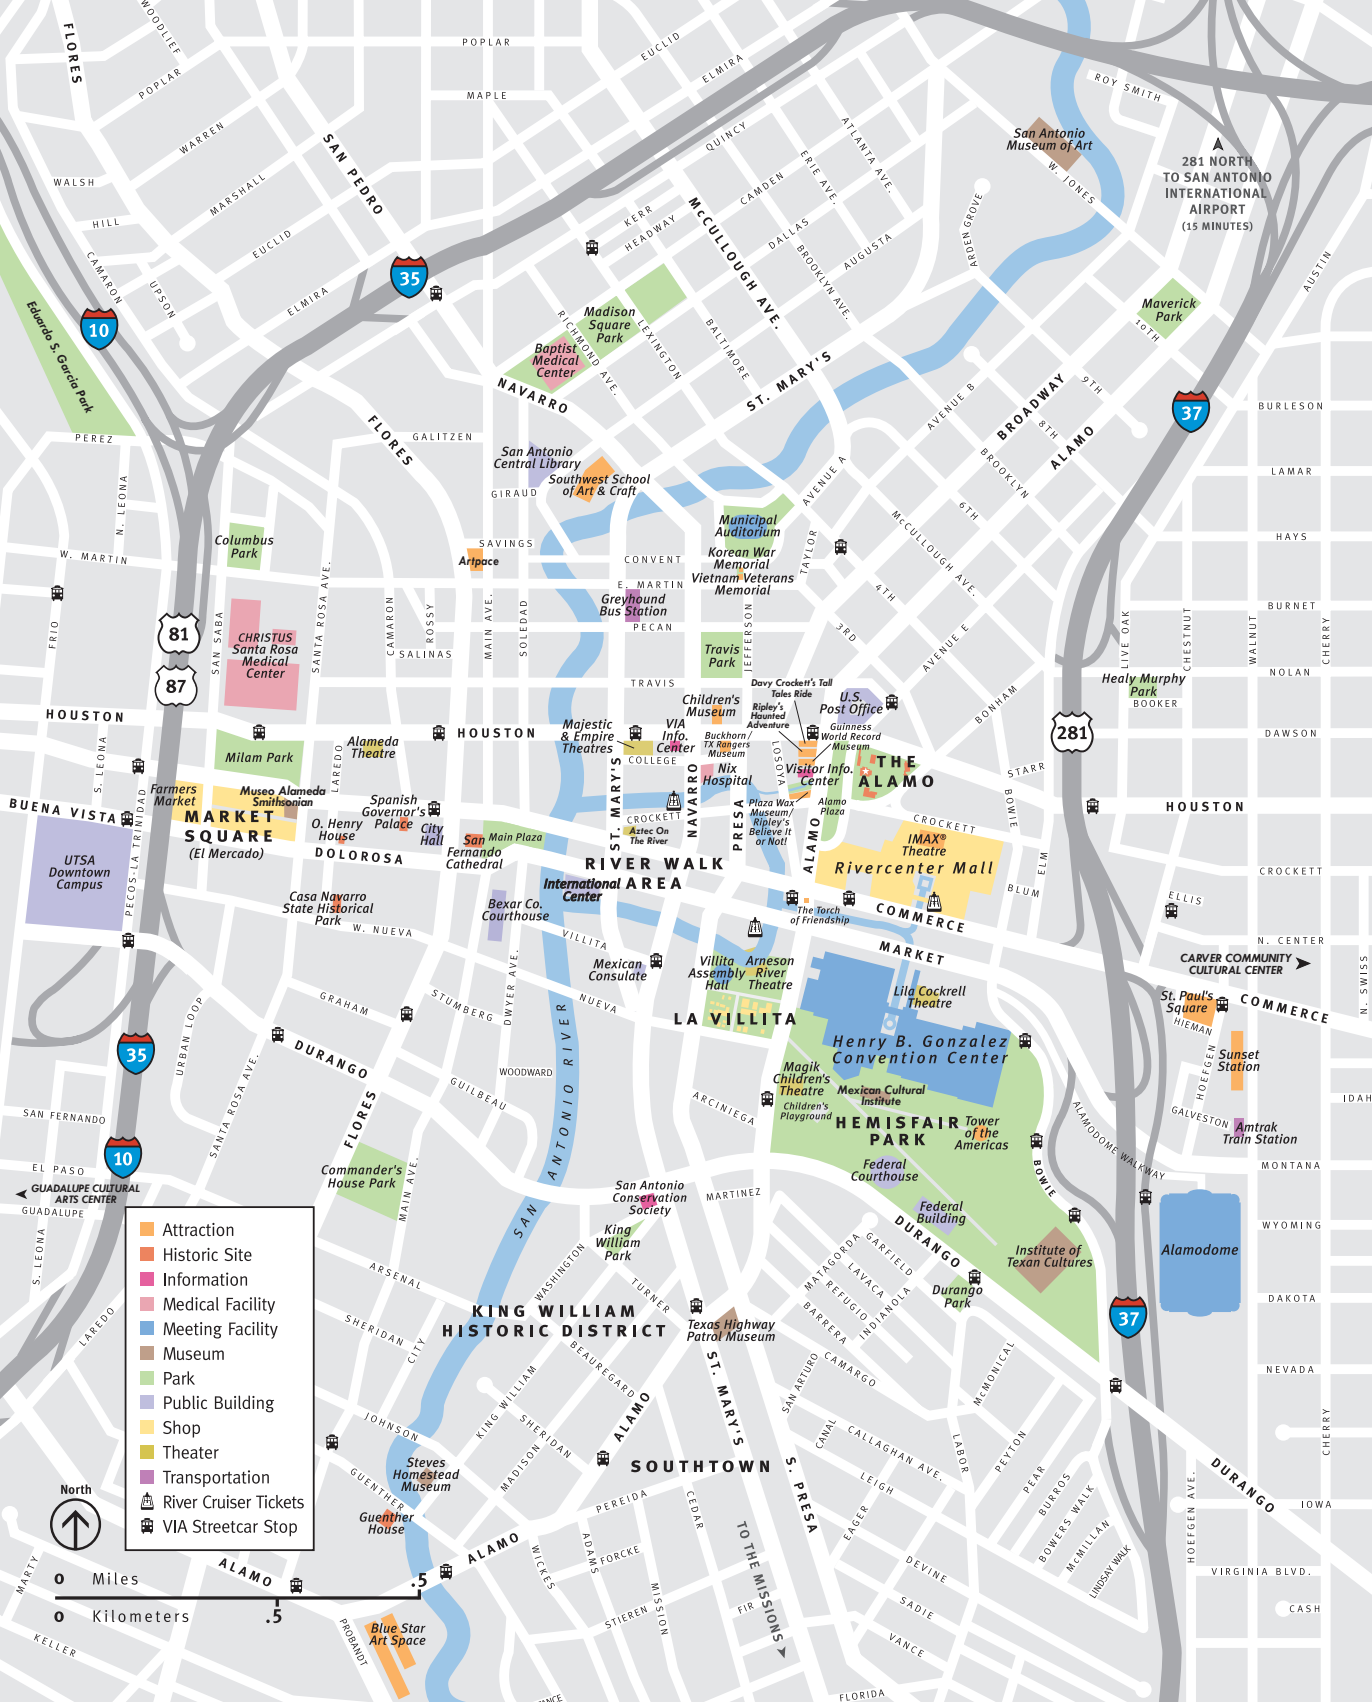 FLORES
WOODLIEF
POPLAR
POPLAR
EUCLID
ELMIRA
MAPLE
WARREN
QUINCY
ROY SMITH
SAN PEDRO
WALSH
MARSHALL
HILL
EUCLID
CAMARON
UPSON
ELMIRA
KERR
HEADWAY
McCULLOUGH AVE.
CAMDEN
ERIE AVE.
ATLANTA AVE.
DALLAS
BROOKLYN AVE.
AUGUSTA
ARDEN GROVE
San Antonio
Museum of Art
W. JONES
281 NORTH
TO SAN ANTONIO
INTERNATIONAL
AIRPORT
(15 MINUTES)
AUSTIN
35
10
Eduardo S. Garcia Park
Madison
Square
Park
RICHMOND AVE.
LEXINGTON
BALTIMORE
Baptist
Medical
Center
NAVARRO
ST. MARY'S
Maverick
Park
10TH
9TH
8TH
BROADWAY
ALAMO
AVENUE B
BROOKLYN
6TH
37
BURLESON
LAMAR
PEREZ
FLORES
GALITZEN
San Antonio
Central Library
Southwest School
of Art & Craft
GIRAUD
N. LEONA
AVENUE A
McCULLOUGH AVE.
Municipal
Auditorium
TAYLOR
Korean War
Memorial
Vietnam Veterans
Memorial
Columbus
Park
W. MARTIN
SAVINGS
Artpace
CONVENT
E. MARTIN
HAYS
Greyhound
Bus Station
PECAN
4TH
3RD
AVENUE E
FRIO
81
87
SAN SABA
CHRISTUS
Santa Rosa
Medical
Center
SANTA ROSA AVE.
CAMARON
SALINAS
ROSSY
MAIN AVE.
SOLEDAD
Travis
Park
JEFFERSON
TRAVIS
LIVE OAK
CHESTNUT
BURNET
WALNUT
CHERRY
NOLAN
Healy Murphy
Park
BOOKER
Davy Crockett's Tall
Tales Ride
U.S.
Post Office
BONHAM
Children's
Museum
Ripley's
Haunted
Adventure
Guinness
World Record
Museum
HOUSTON
HOUSTON
Majestic
& Empire
Theatres
VIA
Info.
Center
Buckhorn/
TX Rangers
Museum
LOSOYA
281
DAWSON
Milam Park
Alameda
Theatre
LAREDO
COLLEGE
Nix
Hospital
Visitor Info.
Center
THE
ALAMO
STARR
BOWIE
S. LEONA
Farmers
Market
Museo Alameda
Smithsonian
BUENA VISTA
MARKET
SQUARE
(El Mercado)
PECOS-LA TRINIDAD
O. Henry
House
Spanish
Governor's
Palace
City
Hall
San
Fernando
Cathedral
Main Plaza
DOLOROSA
ST. MARY'S
CROCKETT
Aztec On
The River
NAVARRO
PRESA
Plaza Wax
Museum/
Ripley's
Believe It
or Not!
Alamo
Plaza
ALAMO
CROCKETT
HOUSTON
IMAX®
Theatre
Rivercenter Mall
ELM
BLUM
CROCKETT
RIVER WALK
AREA
UTSA
Downtown
Campus
International
Center
Casa Navarro
State Historical
Park
W. NUEVA
Bexar Co.
Courthouse
The Torch
of Friendship
COMMERCE
MARKET
ELLIS
N. CENTER
VILLITA
Mexican
Consulate
Villita
Assembly
Hall
Arneson
River
Theatre
CARVER COMMUNITY
CULTURAL CENTER
Lila Cockrell
Theatre
St. Paul's
Square
COMMERCE
N. SWISS
HIEMAN
NUEVA
LA VILLITA
GRAHAM
STUMBERG
DWYER AVE.
URBAN LOOP
Henry B. Gonzalez
Convention Center
35
DURANGO
SANTA ROSA AVE.
WOODWARD
GUILBEAU
Magik
Children's
Theatre
Children's
Playground
Mexican Cultural
Institute
HEMISFAIR
PARK
Tower
of the
Americas
ARCINIEGA
HOEFGEN
Sunset
Station
IDAH
GALVESTON
Amtrak
Train Station
ALAMODOME WALKWAY
SAN FERNANDO
10
FLORES
SAN ANTONIO RIVER
EL PASO
GUADALUPE CULTURAL
ARTS CENTER
GUADALUPE
Commander's
House Park
MAIN AVE.
San Antonio
Conservation
Society
MARTINEZ
Federal
Courthouse
BOWIE
MONTANA
Federal
Building
DURANGO
WYOMING
Alamodome
King
William
Park
Institute of
Texan Cultures
S. LEONA
Attraction
Historic Site
Information
Medical Facility
Meeting Facility
Museum
Park
Public Building
Shop
Theater
Transportation
River Cruiser Tickets
VIA Streetcar Stop
ARSENAL
WASHINGTON
TURNER
MATAGORDA
GARFIELD
LAVACA
REFUGIO
BARRERA
INDIANOLA
Durango
Park
DAKOTA
LAREDO
SHERIDAN
CITY
KING WILLIAM
HISTORIC DISTRICT
Texas Highway
Patrol Museum
37
BEAUREGARD
ST. MARY'S
SAN ARTURO
CAMARGO
McMONICAL
NEVADA
KING WILLIAM
ALAMO
CANAL
CALLAGHAN AVE.
LABOR
PEYTON
CHERRY
JOHNSON
SHERIDAN
MADISON
SOUTHTOWN
S. PRESA
LEIGH
PEAR
BURROS
BOWERS WALK
McMILLAN
LINDSAY WALK
HOEFGEN AVE.
DURANGO
IOWA
Steves
Homestead
Museum
GUENTHER
Guenther
House
PEREIDA
CEDAR
EAGER
North
ALAMO
ALAMO
WICKES
ADAMS
FORCKE
TO THE MISSIONS
DEVINE
VIRGINIA BLVD.
MARTY
0 Miles .5
0 Kilometers .5
MISSION
STIEREN
FIR
SADIE
CASH
KELLER
PROBANDT
Blue Star
Art Space
VANCE
FLORIDA